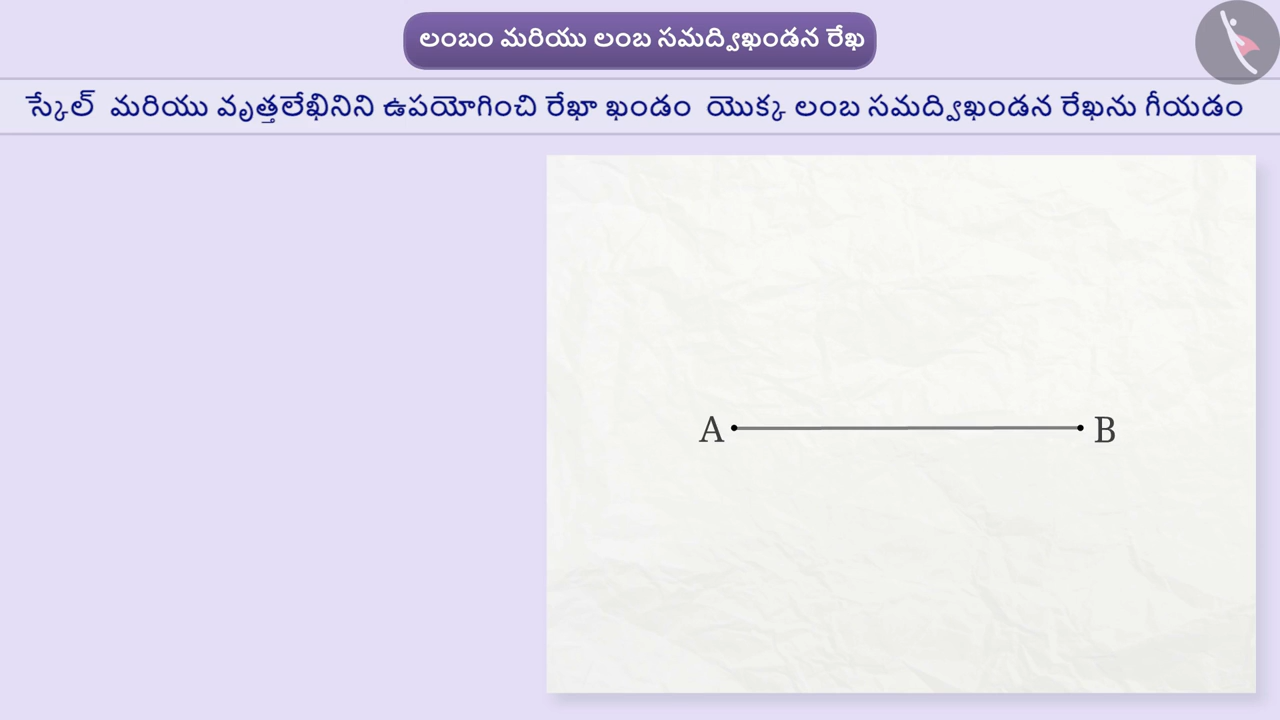 లంబం మరియు లంబ సమద్విఖండన రేఖ
స్కేల్ మరియు వృత్తలేఖినిని ఉపయోగించి రేఖా ఖండం యొక్క లంబ సమద్విఖండన రేఖను గీయడం
A B